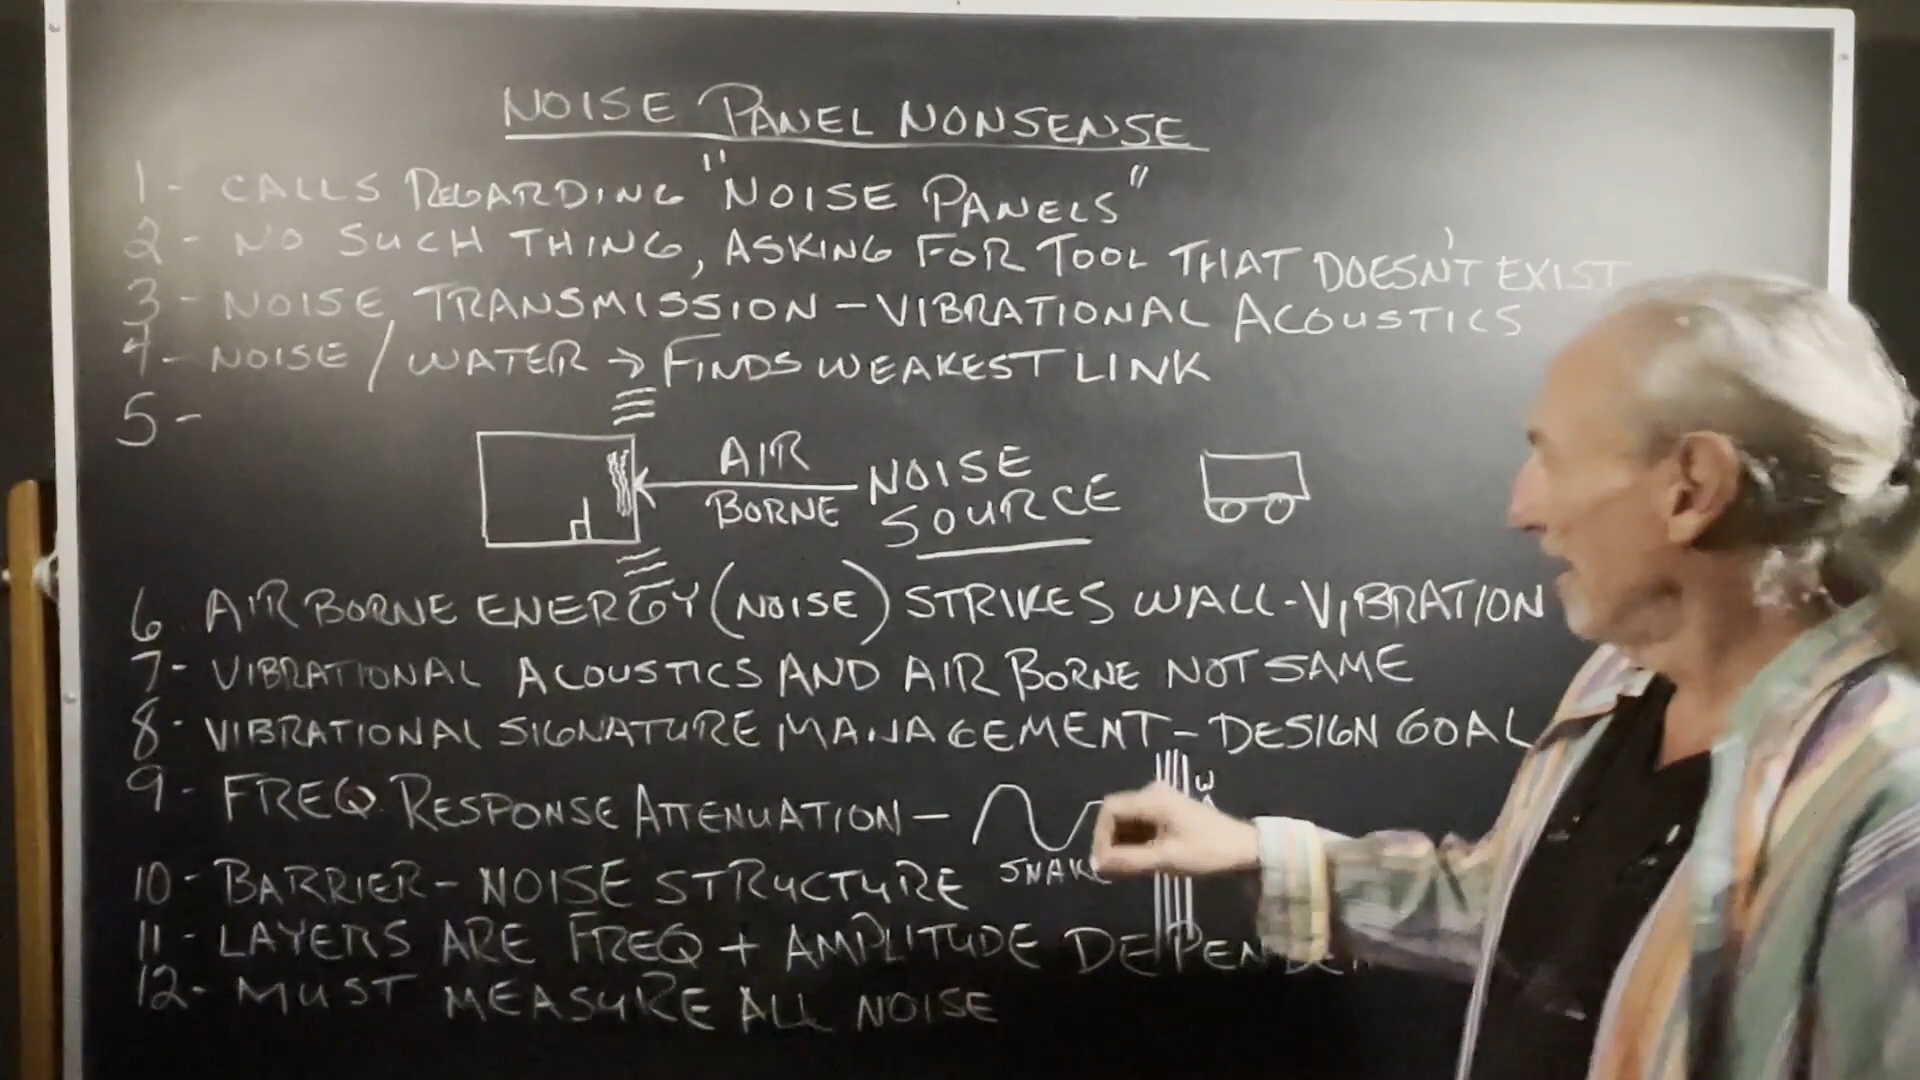 NOISE PANEL NONSENSE
1 - CALLS REGARDING "NOISE PANELS"
2 - NO SUCH THING, ASKING FOR TOOL THAT DOESN'T EXIST
3 - NOISE TRANSMISSION - VIBRATIONAL ACOUSTICS
4 - NOISE / WATER → FINDS WEAKEST LINK
5 -
AIR
BORNE
NOISE
SOURCE
6. AIR BORNE ENERGY (NOISE) STRIKES WALL - VIBRATION
7 - VIBRATIONAL ACOUSTICS AND AIR BORNE NOT SAME
8 - VIBRATIONAL SIGNATURE MANAGEMENT - DESIGN GOAL
9 - FREQ. RESPONSE ATTENUATION -
SNAKE
10 - BARRIER - NOISE STRUCTURE
11 - LAYERS ARE FREQ + AMPLITUDE
12 - MUST MEASURE ALL NOISE